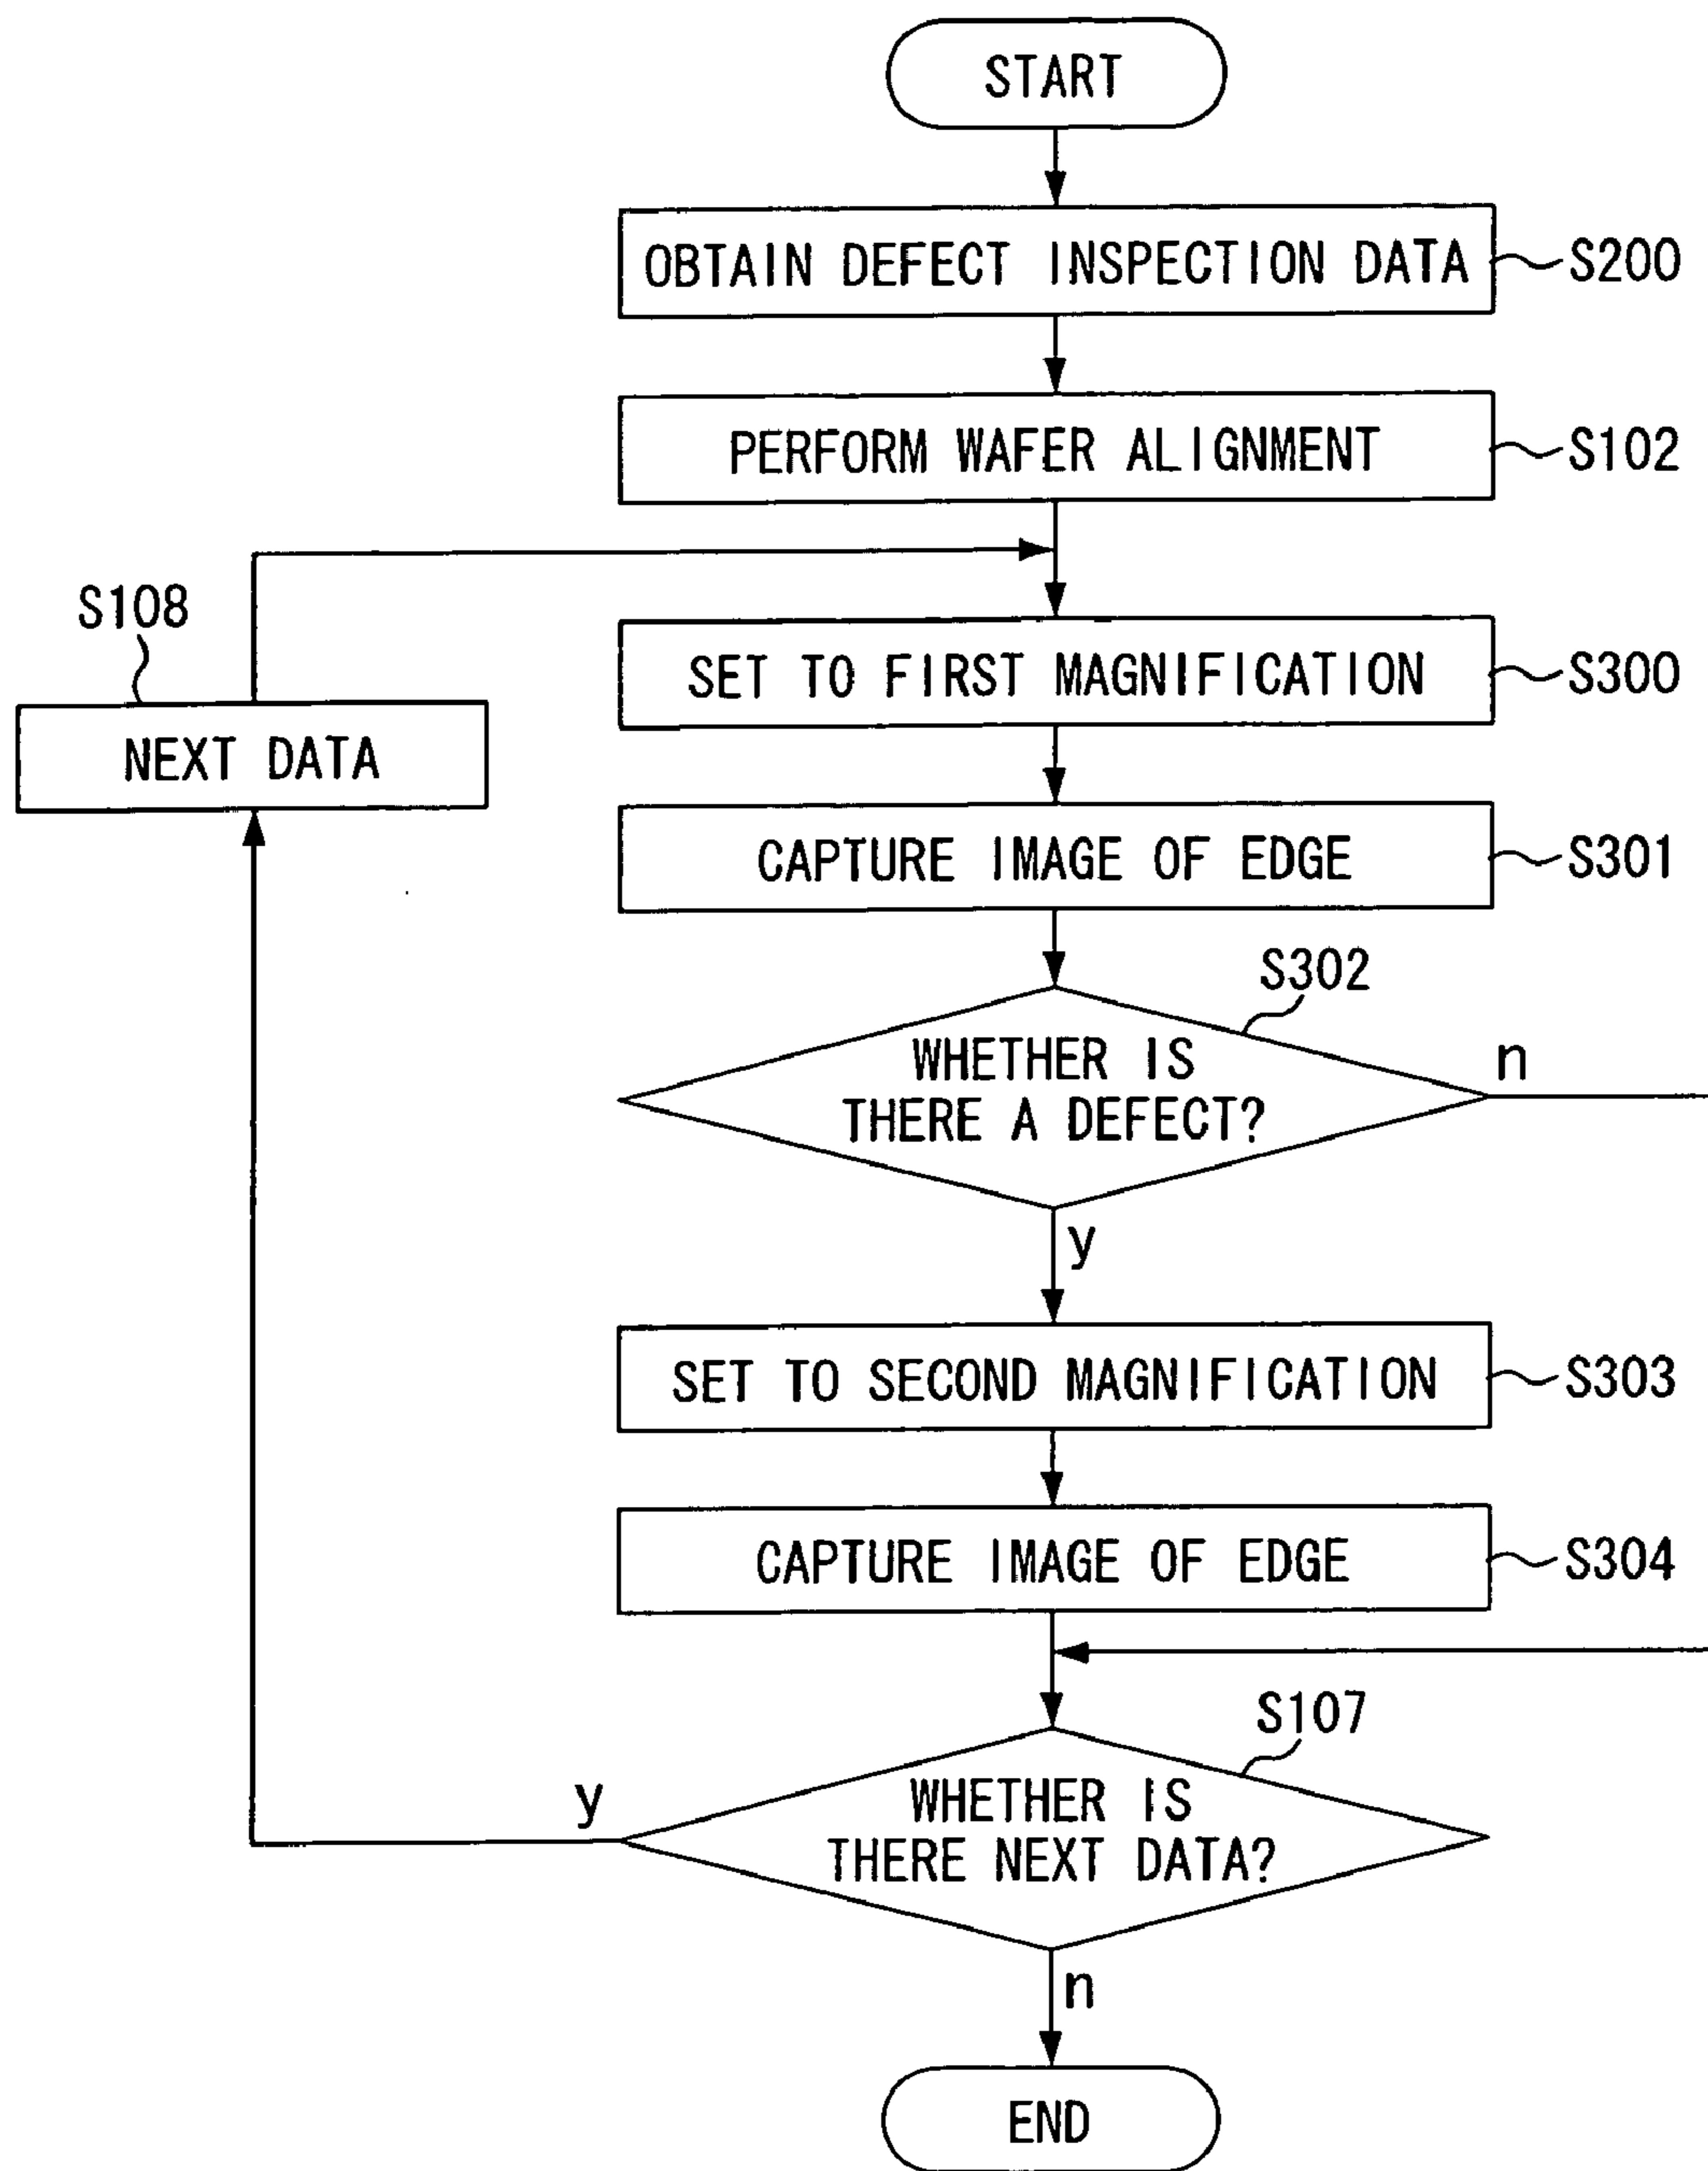 START
OBTAIN DEFECT INSPECTION DATA
S200
PERFORM WAFER ALIGNMENT
S102
S108
NEXT DATA
SET TO FIRST MAGNIFICATION
S300
CAPTURE IMAGE OF EDGE
S301
S302
WHETHER IS
THERE A DEFECT?
n
y
SET TO SECOND MAGNIFICATION
S303
CAPTURE IMAGE OF EDGE
S304
S107
WHETHER IS
THERE NEXT DATA?
y
n
END